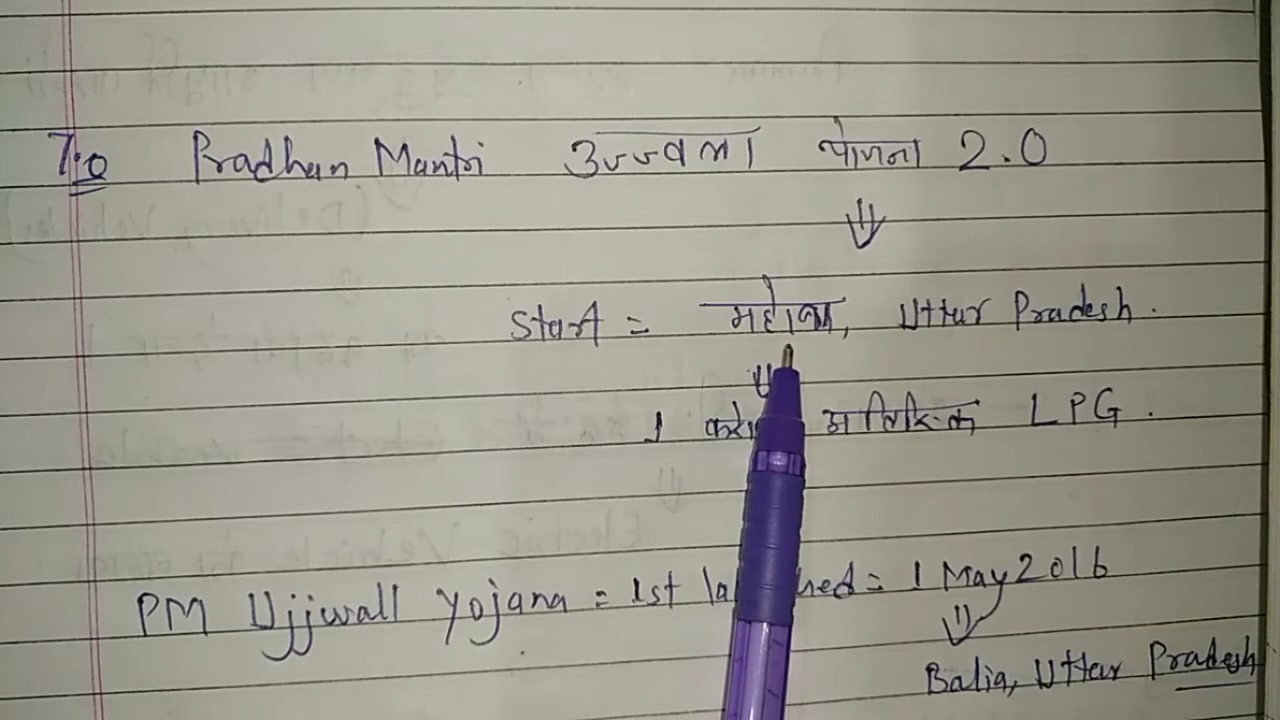 7.0 Pradhan Mantri उज्जवला योजना 2.0
Start = महोबा, Uttar Pradesh.
1 करोड़ अतिरिक्त LPG.
PM Ujjwall Yojana = 1st launched = 1 May 2016
Balia, Uttar Pradesh